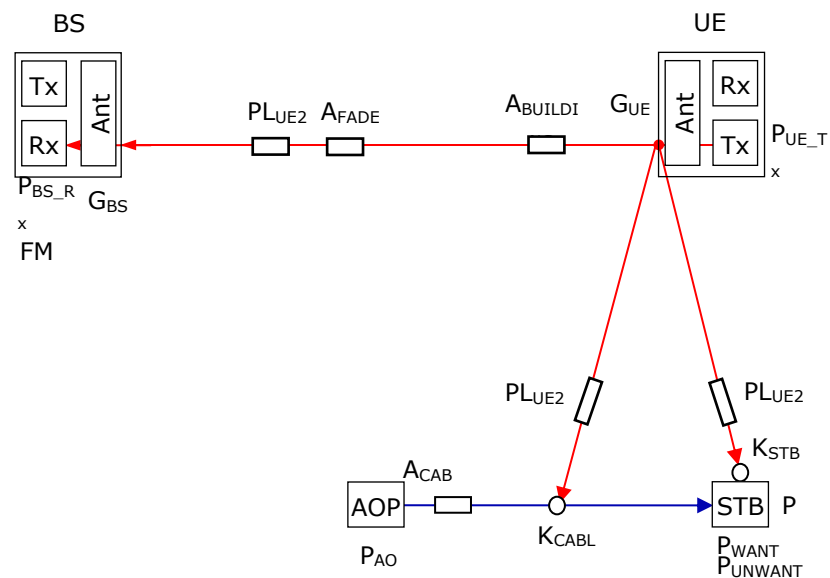 BS
UE
Tx
Ant
Rx
PBS_R
x
GBS
FM
PLUE2
AFADE
ABUILDI
GUE
Ant
Rx
Tx
PUE_T
x
PLUE2
PLUE2
KSTB
ACAB
AOP
STB
P
KCABL
PAO
PWANT
PUNWANT